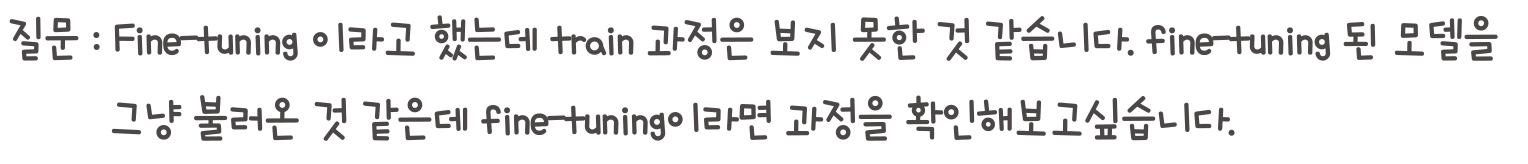 질문 : Fine-tuning 이라고 했는데 train 과정은 보지 못한 것 같습니다. fine-tuning 된 모델을
그냥 불러온 것 같은데 fine-tuning이라면 과정을 확인해보고싶습니다.